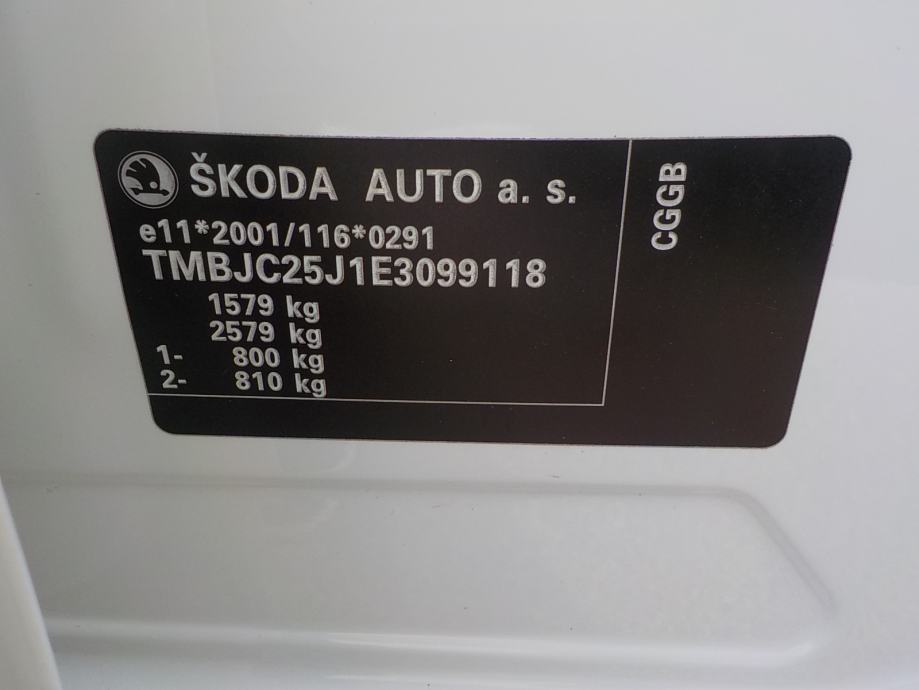 ŠKODA AUTO a. s.
e11*2001/116*0291
TMBJC25J1E3099118
1579 kg
2579 kg
1- 800 kg
2- 810 kg
CGGB